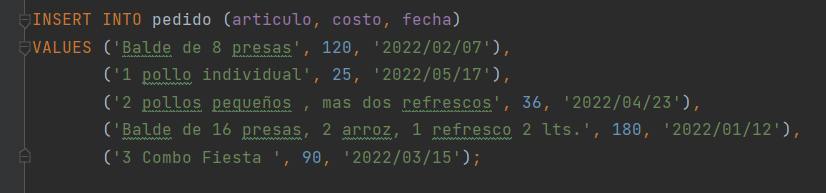 INSERT INTO pedido (articulo, costo, fecha)
VALUES ('Balde de 8 presas', 120, '2022/02/07'),
('1 pollo individual', 25, '2022/05/17'),
('2 pollos pequeños , mas dos refrescos', 36, '2022/04/23'),
('Balde de 16 presas, 2 arroz, 1 refresco 2 lts.', 180, '2022/01/12'),
('3 Combo Fiesta ', 90, '2022/03/15');